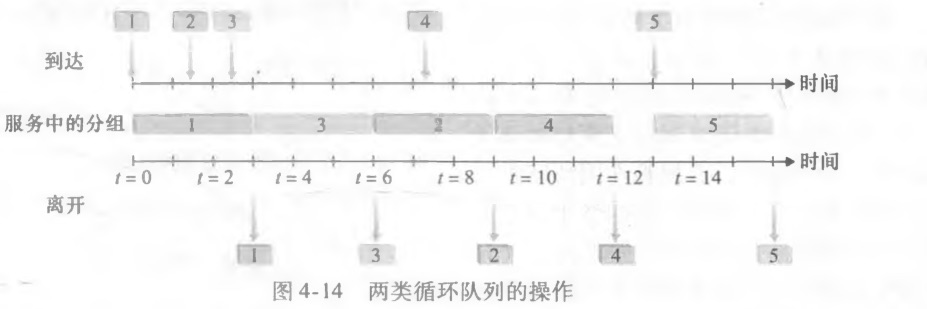 1 2 3 4 5
到达
时间
服务中的分组 1 3 2 4 5
时间
t=0 t=2 t=4 t=6 t=8 t=10 t=12 t=14
离开
1 3 2 4 5
图 4-14 两类循环队列的操作